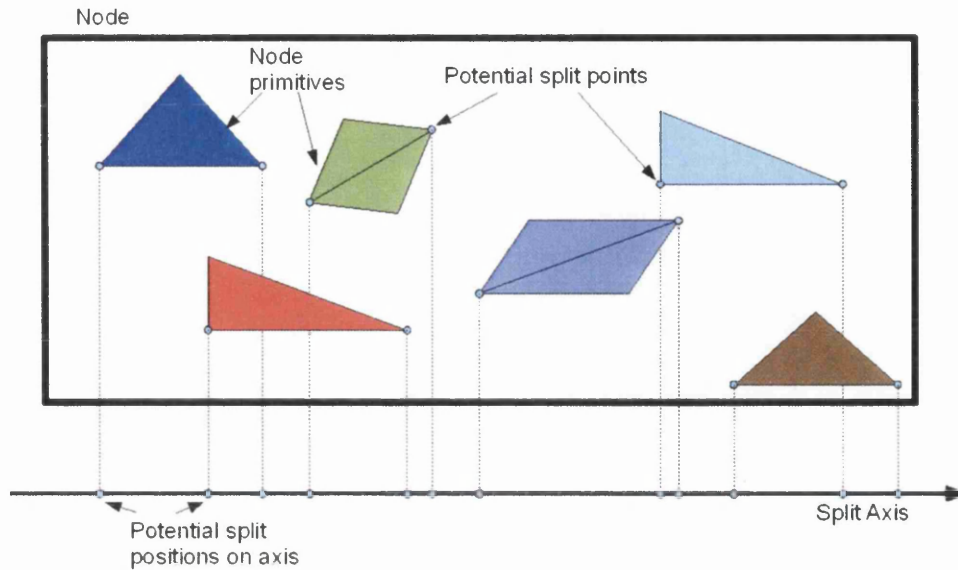 Node
Node
primitives
Potential split points
Split Axis
Potential split
positions on axis